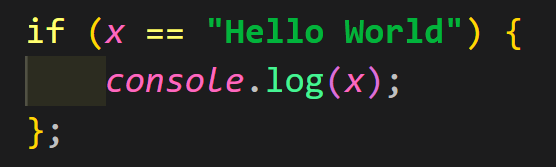 if (x == "Hello World") {
    console.log(x);
};